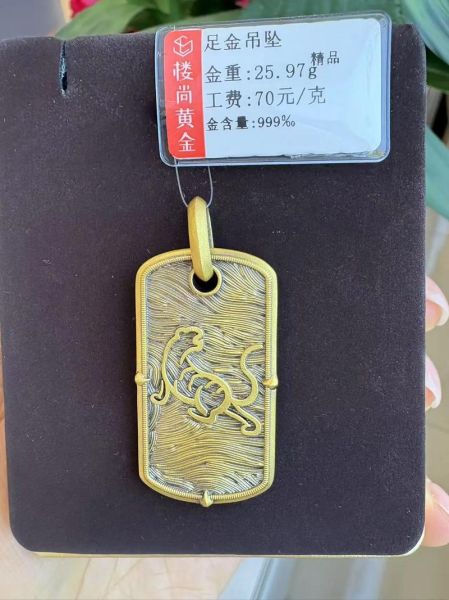 楼尚黄金
足金吊坠
精品
金重:25.97g
工费:70元/克
金含量:999‰